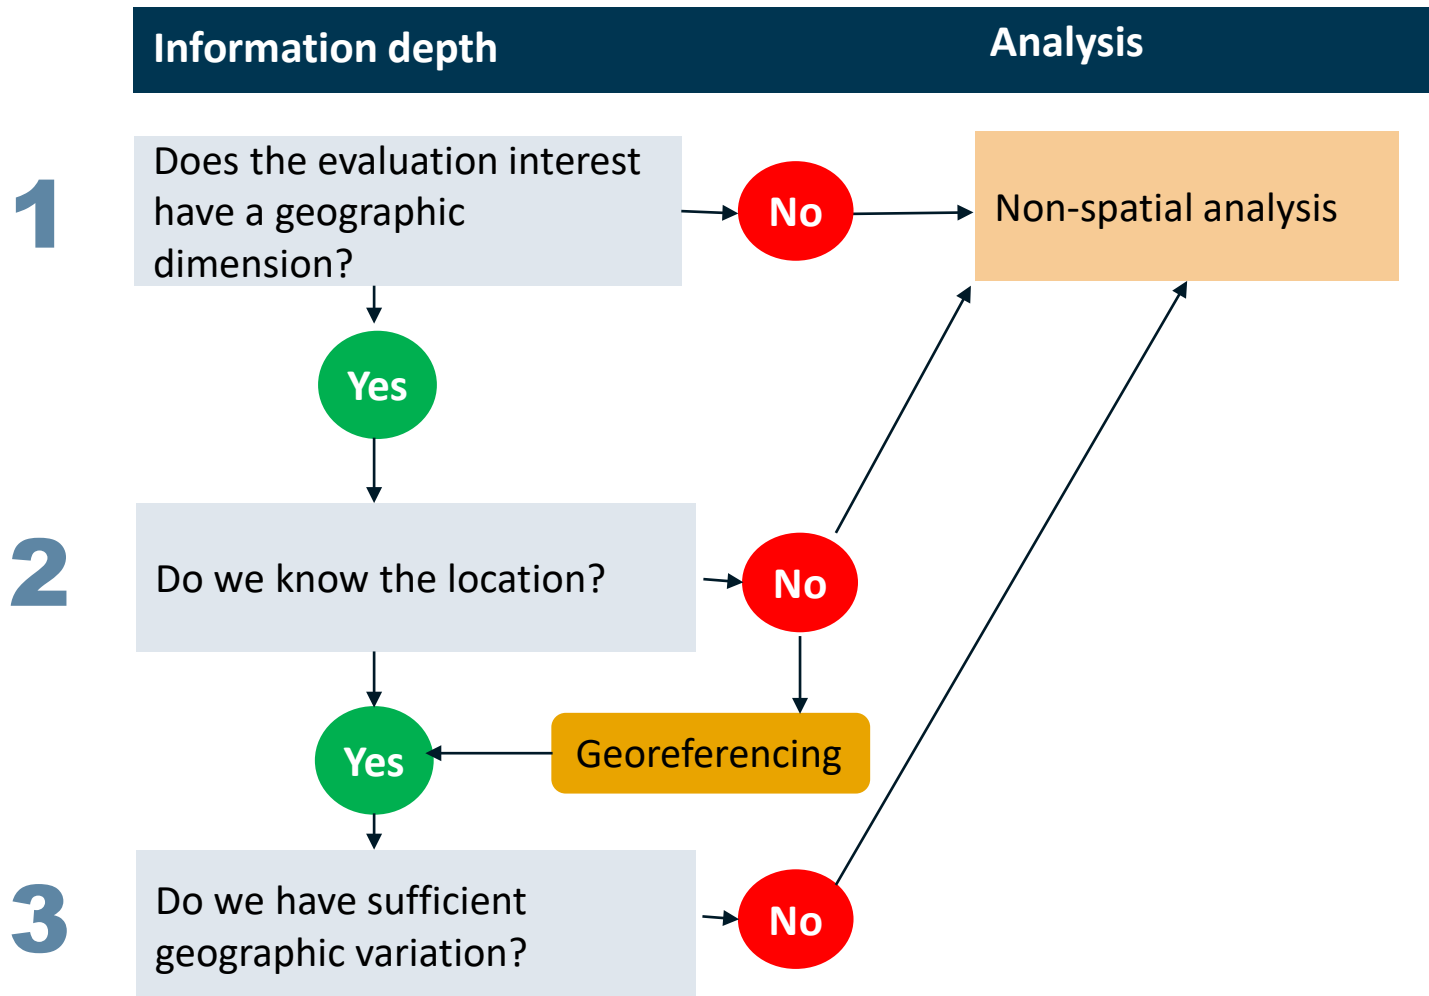 Information depth
Analysis
1
Does the evaluation interest
have a geographic
dimension?
No
Non-spatial analysis
Yes
2
Do we know the location?
No
Yes
Georeferencing
3
Do we have sufficient
geographic variation?
No